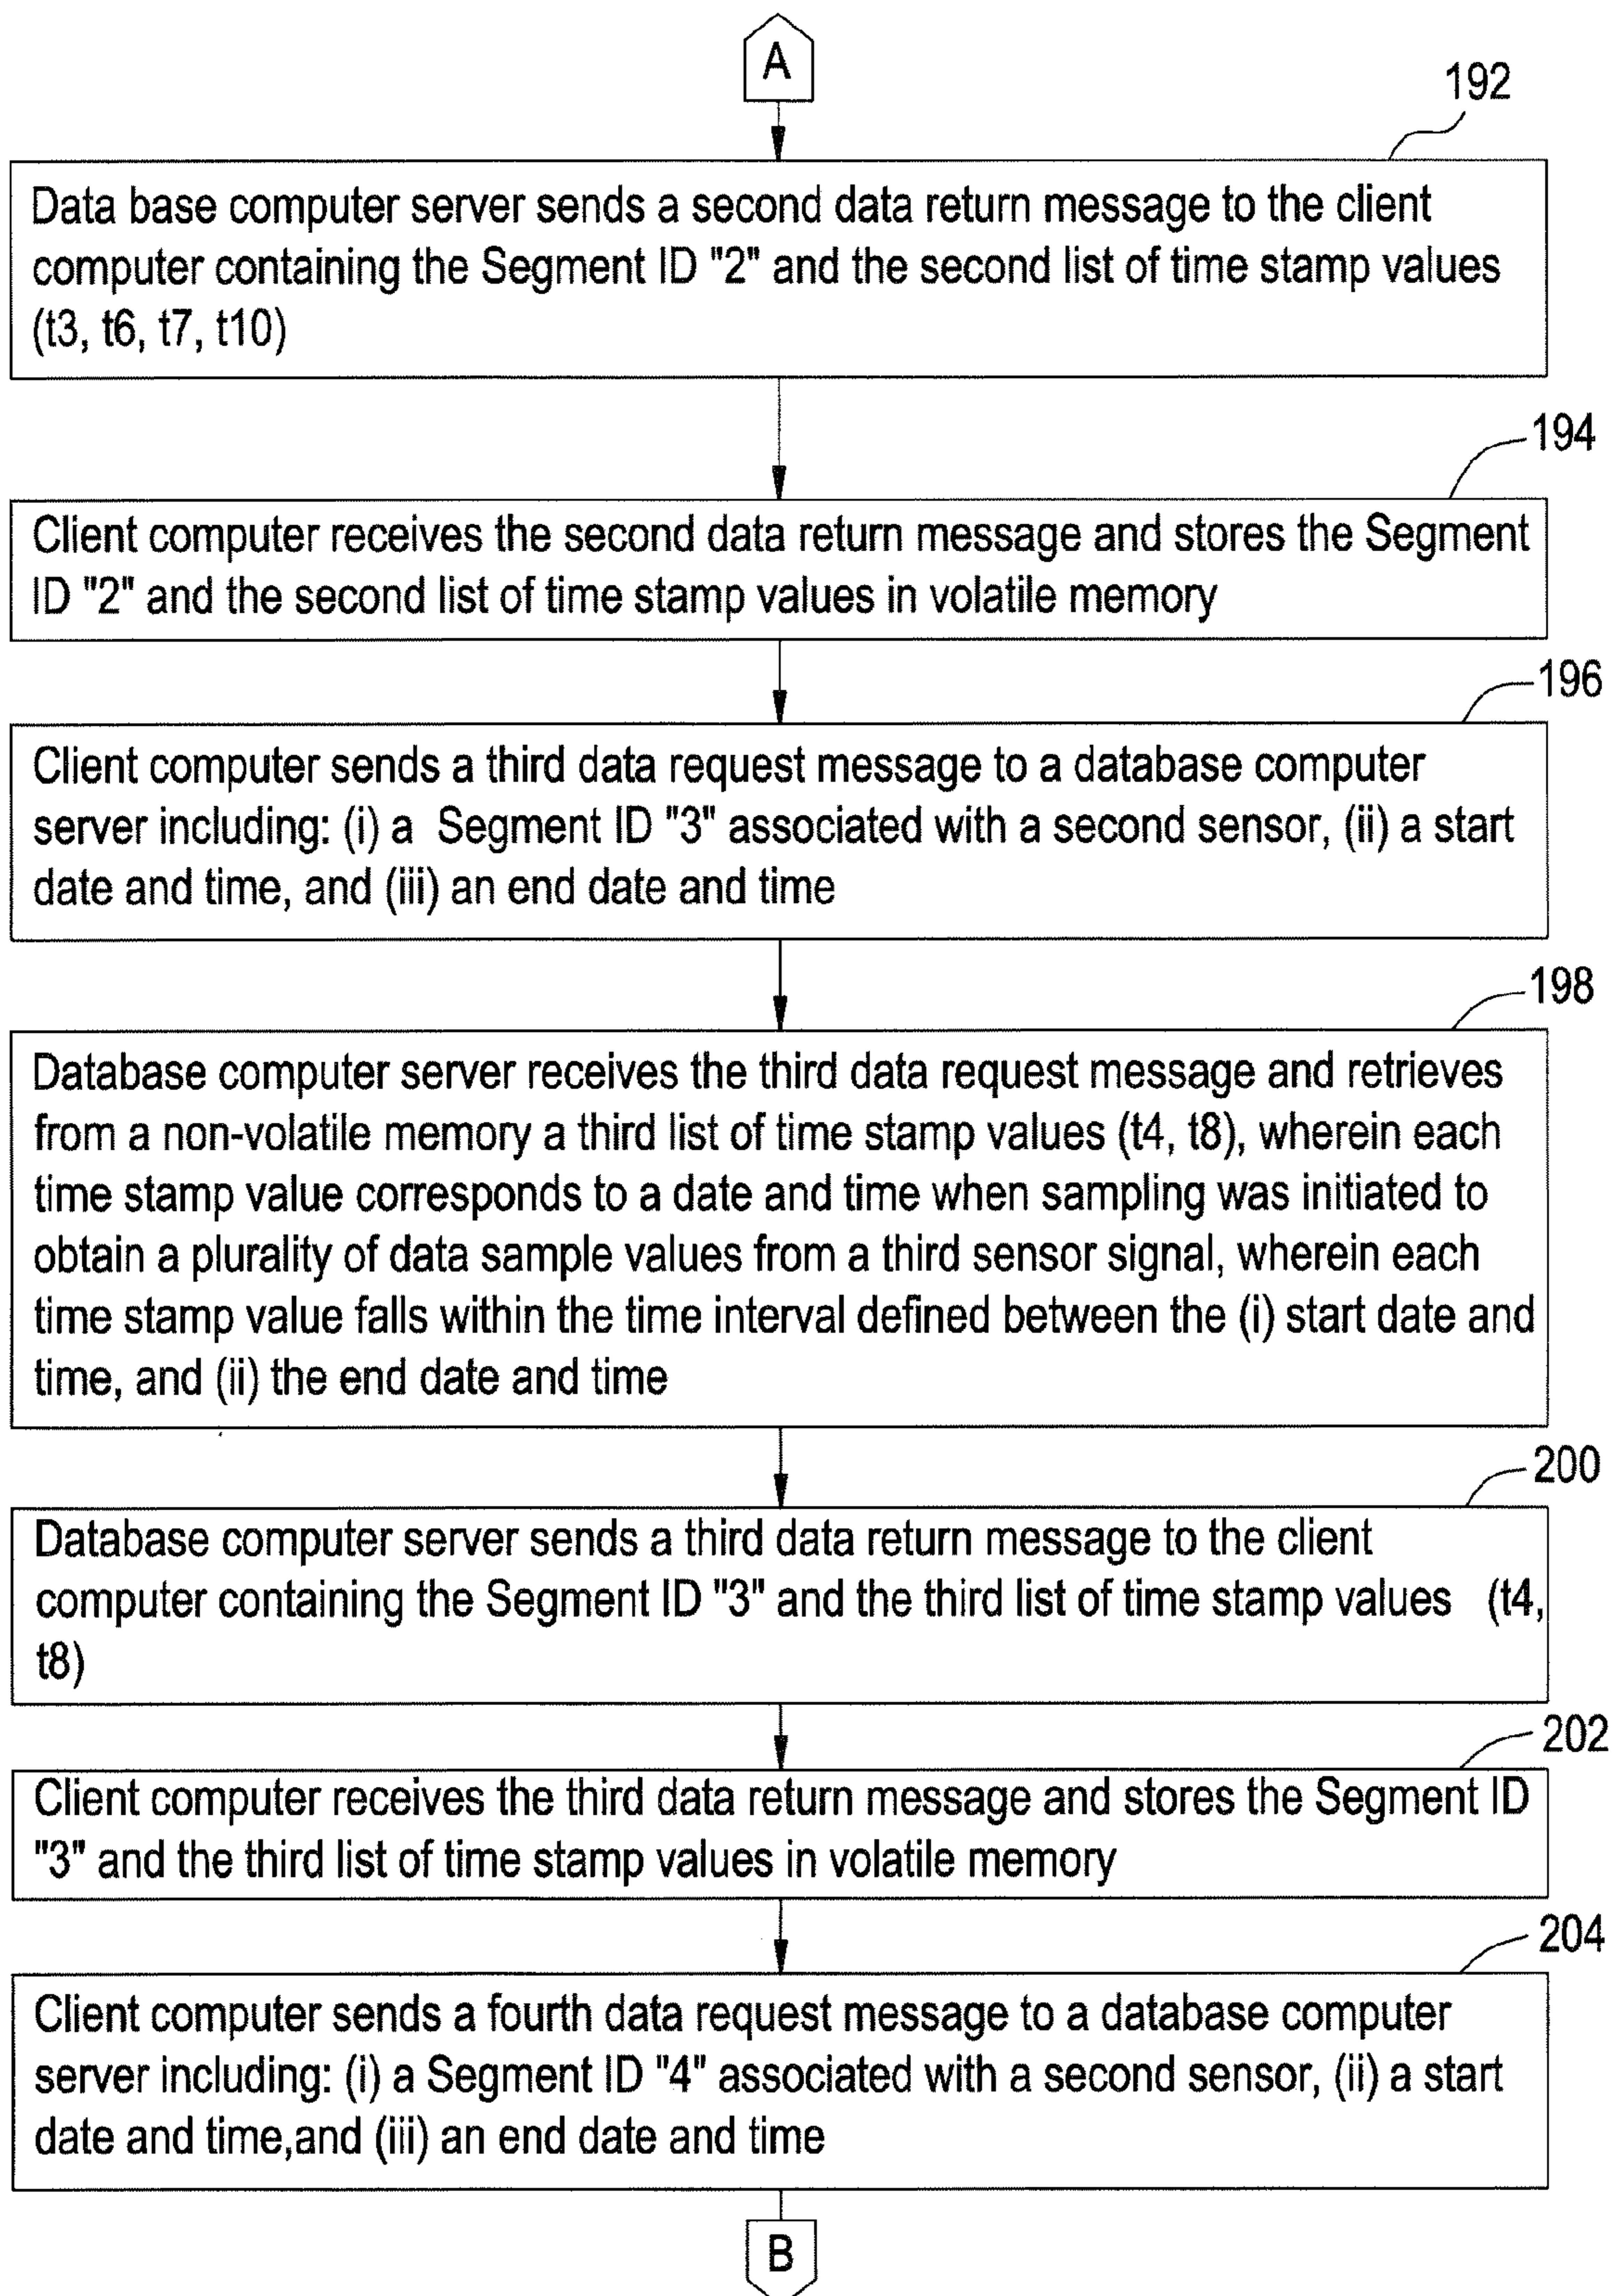 A
192
Data base computer server sends a second data return message to the client
computer containing the Segment ID "2" and the second list of time stamp values
(t3, t6, t7, t10)
194
Client computer receives the second data return message and stores the Segment
ID "2" and the second list of time stamp values in volatile memory
196
Client computer sends a third data request message to a database computer
server including: (i) a Segment ID "3" associated with a second sensor, (ii) a start
date and time, and (iii) an end date and time
198
Database computer server receives the third data request message and retrieves
from a non-volatile memory a third list of time stamp values (t4, t8), wherein each
time stamp value corresponds to a date and time when sampling was initiated to
obtain a plurality of data sample values from a third sensor signal, wherein each
time stamp value falls within the time interval defined between the (i) start date and
time, and (ii) the end date and time
200
Database computer server sends a third data return message to the client
computer containing the Segment ID "3" and the third list of time stamp values (t4,
t8)
202
Client computer receives the third data return message and stores the Segment ID
"3" and the third list of time stamp values in volatile memory
204
Client computer sends a fourth data request message to a database computer
server including: (i) a Segment ID "4" associated with a second sensor, (ii) a start
date and time,and (iii) an end date and time
B